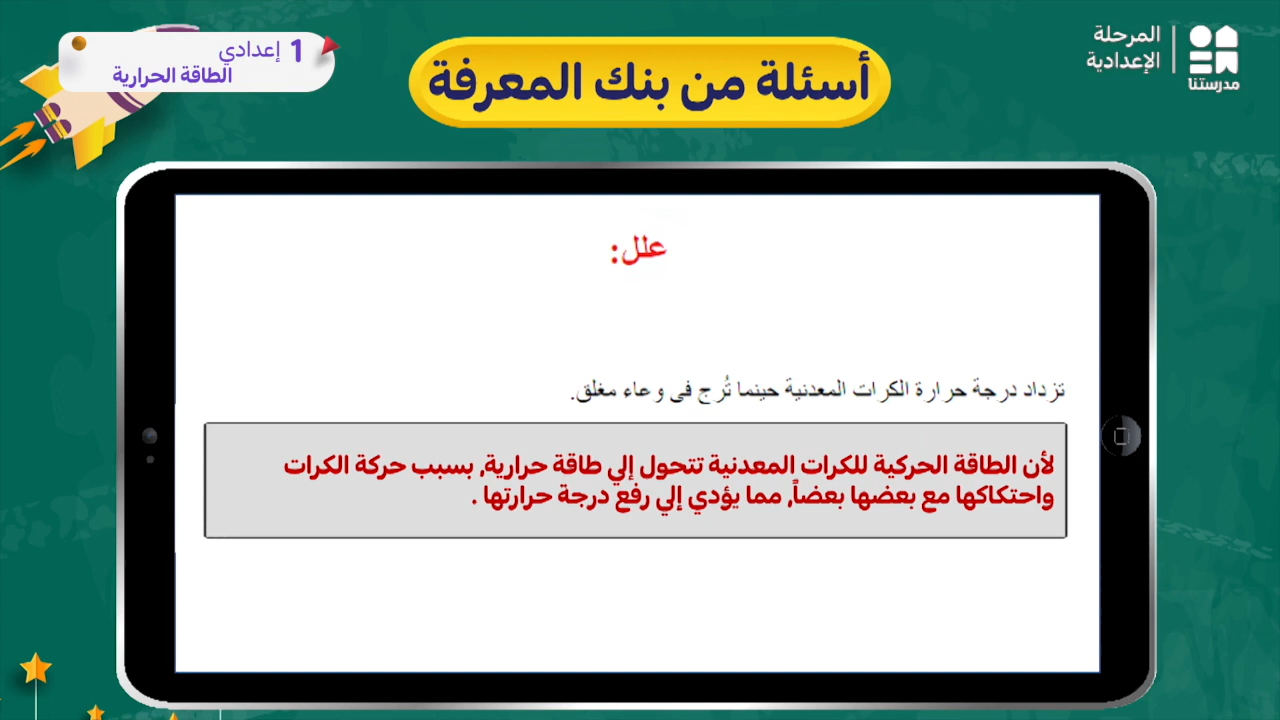 المرحلة
الإعدادية
مدرستنا
أسئلة من بنك المعرفة
1 إعدادي
الطاقة الحرارية
علل:
تزداد درجة حرارة الكرات المعدنية حينما تُرج فى وعاء مغلق.
لأن الطاقة الحركية للكرات المعدنية تتحول إلي طاقة حرارية, بسبب حركة الكرات
واحتكاكها مع بعضها بعضاً, مما يؤدي إلي رفع درجة حرارتها .